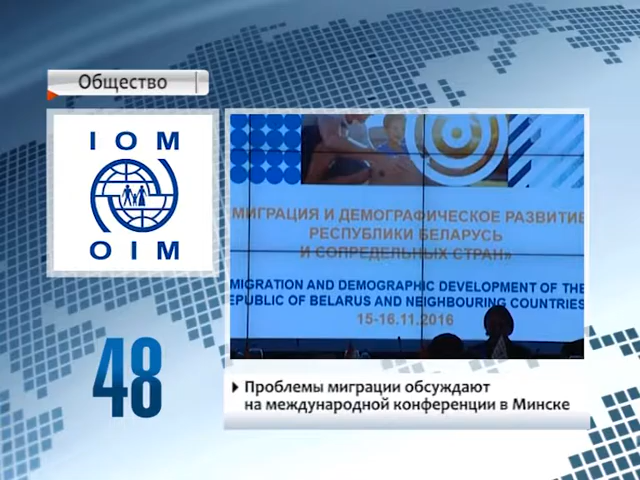 Общество
IOM
OIM
МИГРАЦИЯ И ДЕМОГРАФИЧЕСКОЕ РАЗВИТИЕ
РЕСПУБЛИКИ БЕЛАРУСЬ
И СОПРЕДЕЛЬНЫХ СТРАН»
MIGRATION AND DEMOGRAPHIC DEVELOPMENT OF THE
REPUBLIC OF BELARUS AND NEIGHBOURING COUNTRIES
15-16.11.2016
48
Проблемы миграции обсуждают
на международной конференции в Минске